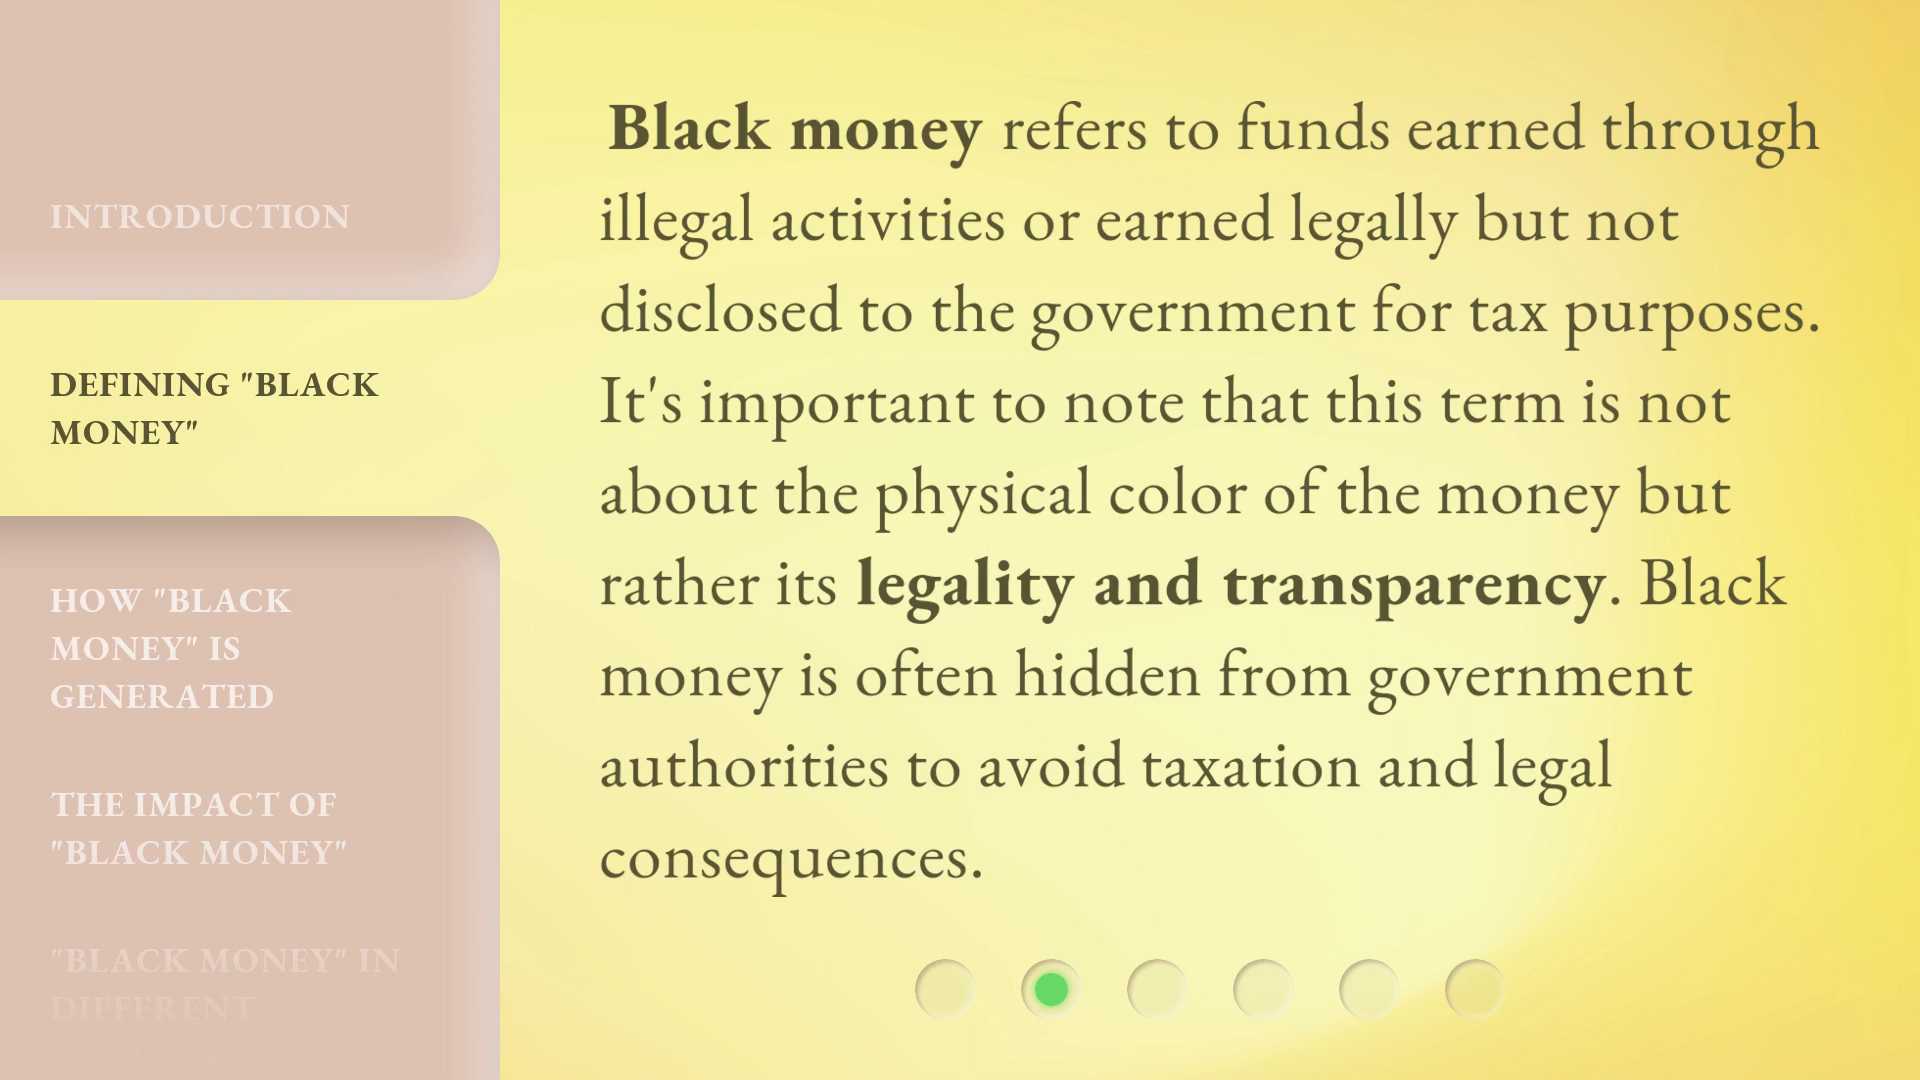 INTRODUCTION
DEFINING "BLACK
MONEY"
HOW "BLACK
MONEY" IS
GENERATED
THE IMPACT OF
"BLACK MONEY"
"BLACK MONEY" IN
DIFFERENT
Black money refers to funds earned through
illegal activities or earned legally but not
disclosed to the government for tax purposes.
It's important to note that this term is not
about the physical color of the money but
rather its legality and transparency. Black
money is often hidden from government
authorities to avoid taxation and legal
consequences.